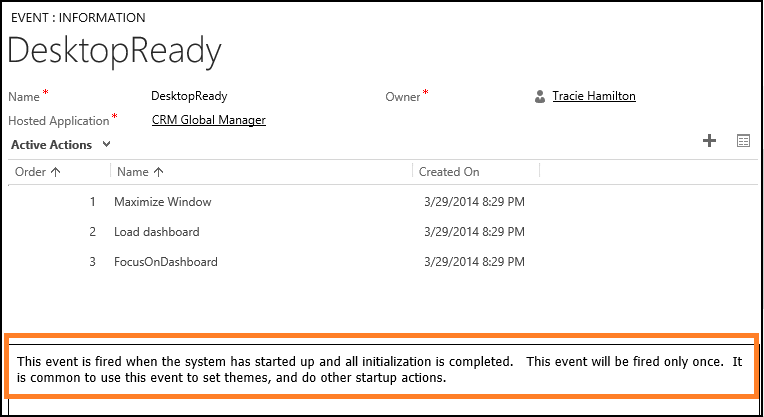 EVENT : INFORMATION
DesktopReady
Name * DesktopReady Owner * Tracie Hamilton
Hosted Application * CRM Global Manager
Active Actions
Order ↑ Name ↑ Created On
1 Maximize Window 3/29/2014 8:29 PM
2 Load dashboard 3/29/2014 8:29 PM
3 FocusOnDashboard 3/29/2014 8:29 PM
This event is fired when the system has started up and all initialization is completed.   This event will be fired only once.  It
is common to use this event to set themes, and do other startup actions.